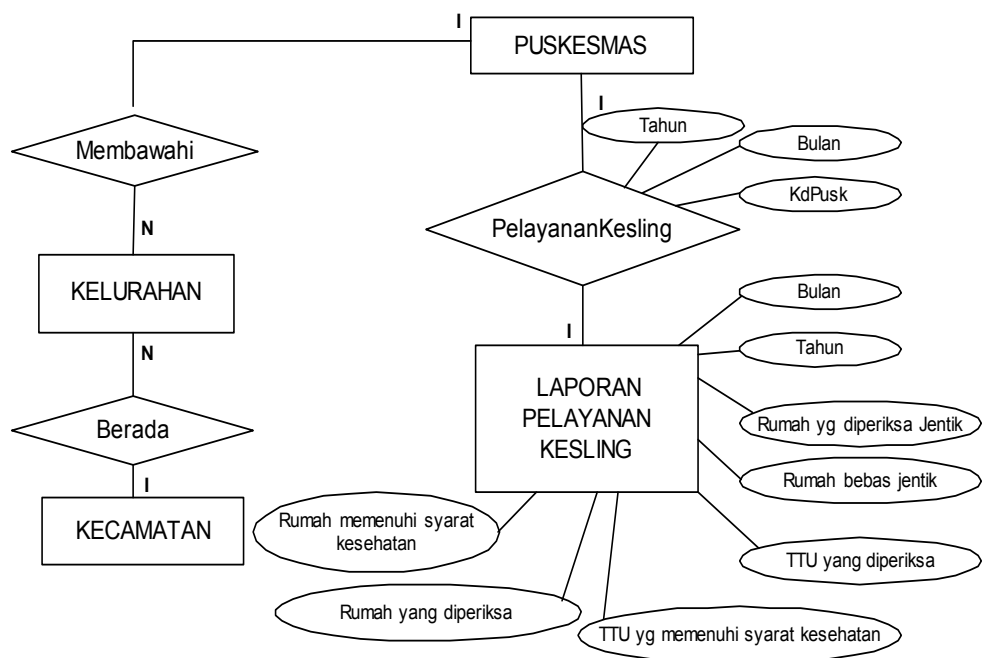 I
PUSKESMAS
I
Tahun
Bulan
KdPusk
Membawahi
PelayananKesling
N
KELURAHAN
N
Berada
I
KECAMATAN
I
LAPORAN
PELAYANAN
KESLING
Bulan
Tahun
Rumah yg diperiksa Jentik
Rumah bebas jentik
TTU yang diperiksa
Rumah memenuhi syarat
kesehatan
Rumah yang diperiksa
TTU yg memenuhi syarat kesehatan